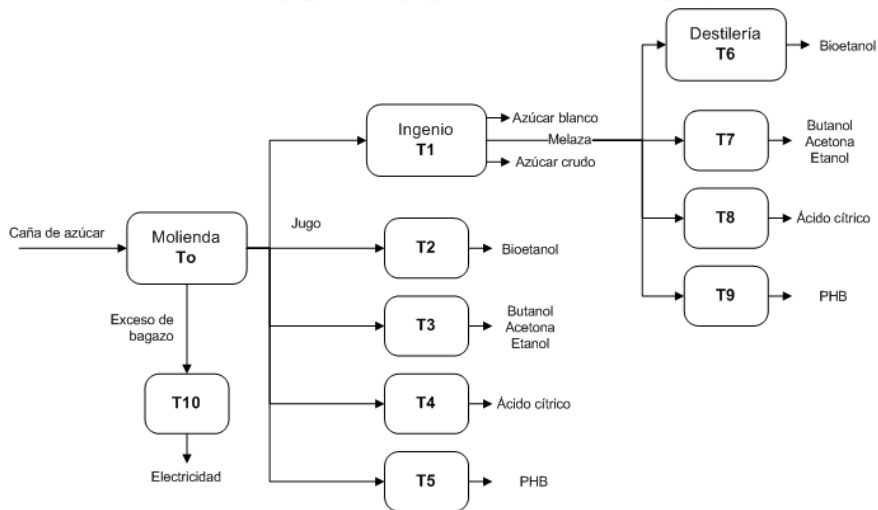 Destilería
T6
Bioetanol
Ingenio
T1
Azúcar blanco
Melaza
Azúcar crudo
Butanol
Acetona
Etanol
T7
T8
Ácido cítrico
T9
PHB
Caña de azúcar
Molienda
To
Jugo
T2
Bioetanol
Exceso de
bagazo
T3
Butanol
Acetona
Etanol
T10
T4
Ácido cítrico
Electricidad
T5
PHB